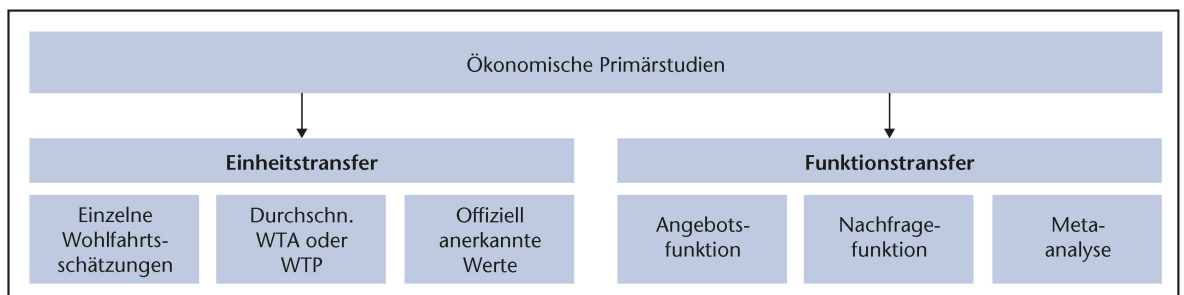 Ökonomische Primärstudien
Einheitstransfer
Einzelne
Wohlfahrts-
schätzungen
Durchschn.
WTA oder
WTP
Offiziell
anerkannte
Werte
Funktionstransfer
Angebots-
funktion
Nachfrage-
funktion
Meta-
analyse